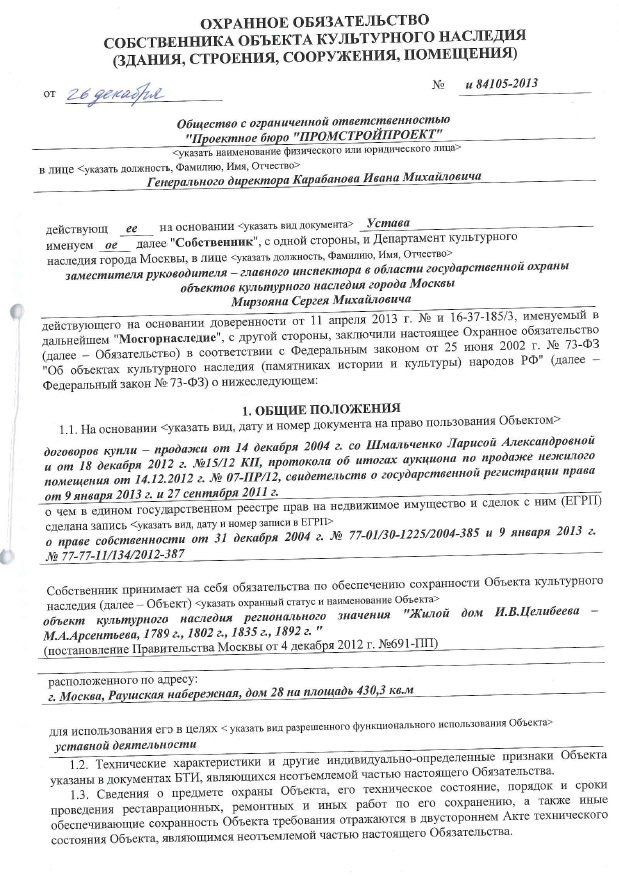 ОХРАННОЕ ОБЯЗАТЕЛЬСТВО
СОБСТВЕННИКА ОБЪЕКТА КУЛЬТУРНОГО НАСЛЕДИЯ
(ЗДАНИЯ, СТРОЕНИЯ, СООРУЖЕНИЯ, ПОМЕЩЕНИЯ)
от 26 декабря № и 84105-2013
Общество с ограниченной ответственностью
"Проектное бюро "ПРОМСТРОЙПРОЕКТ"
<указать наименование физического или юридического лица>
в лице <указать должность, Фамилию, Имя, Отчество>
Генерального директора Карабанова Ивана Михайловича
действующ ее на основании <указать вид документа> Устава
именуем ое далее "Собственник", с одной стороны, и Департамент культурного
наследия города Москвы, в лице <указать должность, Фамилию, Имя, Отчество>
заместителя руководителя – главного инспектора в области государственной охраны
объектов культурного наследия города Москвы
Мирзояна Сергея Михайловича
действующего на основании доверенности от 11 апреля 2013 г. № и 16-37-185/3, именуемый в
дальнейшем "Мосгорнаследие", с другой стороны, заключили настоящее Охранное обязательство
(далее – Обязательство) в соответствии с Федеральным законом от 25 июня 2002 г. № 73-ФЗ
"Об объектах культурного наследия (памятниках истории и культуры) народов РФ" (далее –
Федеральный закон № 73-ФЗ) о нижеследующем:
1. ОБЩИЕ ПОЛОЖЕНИЯ
1.1. На основании <указать вид, дату и номер документа на право пользования Объектом>
договоров купли – продажи от 14 декабря 2004 г. со Шмальченко Ларисой Александровной
и от 18 декабря 2012 г. №15/12 КП, протокола об итогах аукциона по продаже нежилого
помещения от 14.12.2012 г. № 07-ПР/12, свидетельств о государственной регистрации права
от 9 января 2013 г. и 27 сентября 2011 г.
о чем в едином государственном реестре прав на недвижимое имущество и сделок с ним (ЕГРП)
сделана запись <указать вид, дату и номер записи в ЕГРП>
о праве собственности от 31 декабря 2004 г. № 77-01/30-1225/2004-385 и 9 января 2013 г.
№ 77-77-11/134/2012-387
Собственник принимает на себя обязательства по обеспечению сохранности Объекта культурного
наследия (далее – Объект) <указать охранный статус и наименование Объекта>
объект культурного наследия регионального значения "Жилой дом И.В.Целибеева –
М.А.Арсентьева, 1789 г., 1802 г., 1835 г., 1892 г. "
(постановление Правительства Москвы от 4 декабря 2012 г. №691-ПП)
расположенного по адресу:
г. Москва, Раушская набережная, дом 28 на площадь 430,3 кв.м
для использования его в целях < указать вид разрешенного функционального использования Объекта>
уставной деятельности
1.2. Технические характеристики и другие индивидуально-определенные признаки Объекта
указаны в документах БТИ, являющихся неотъемлемой частью настоящего Обязательства.
1.3. Сведения о предмете охраны Объекта, его техническое состояние, порядок и сроки
проведения реставрационных, ремонтных и иных работ по его сохранению, а также иные
обеспечивающие сохранность Объекта требования отражаются в двустороннем Акте технического
состояния Объекта, являющимся неотъемлемой частью настоящего Обязательства.